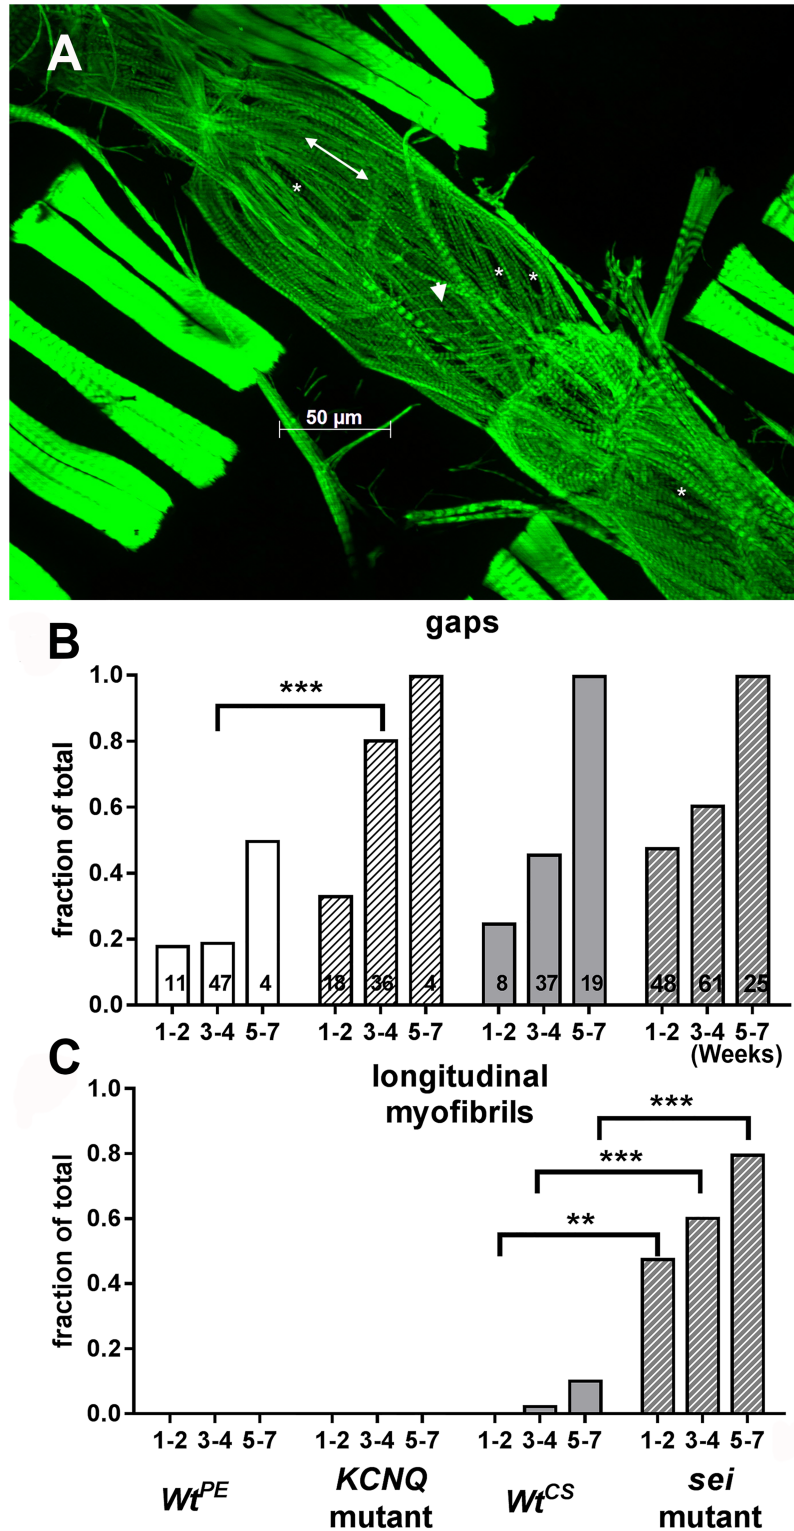 A
*
* *
50 µm
*
gaps
B
1.0
***
0.8
0.6
0.4
0.2
0.0
fraction of total
11 47 4 18 36 4 8 37 19 48 61 25
1-2 3-4 5-7 1-2 3-4 5-7 1-2 3-4 5-7 1-2 3-4 5-7
(Weeks)
C
longitudinal
myofibrils
1.0
***
0.8
***
0.6
**
0.4
0.2
0.0
fraction of total
1-2 3-4 5-7 1-2 3-4 5-7 1-2 3-4 5-7 1-2 3-4 5-7
Wt^PE KCNQ Wt^CS sei
mutant mutant